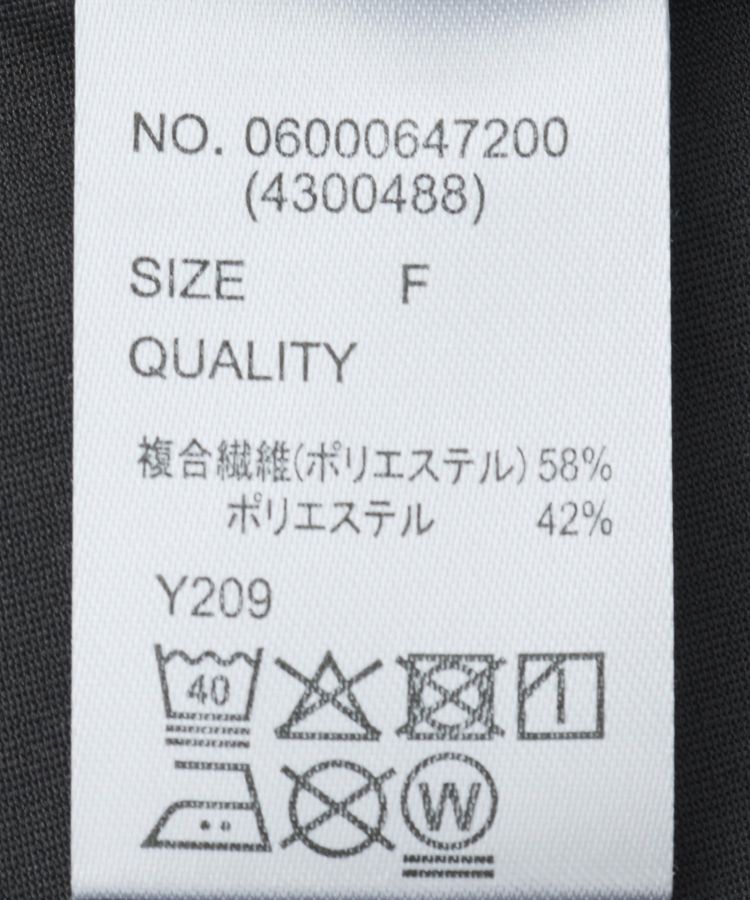 NO. 06000647200
(4300488)
SIZE F
QUALITY
複合繊維(ポリエステル) 58%
ポリエステル 42%
Y209
40
W